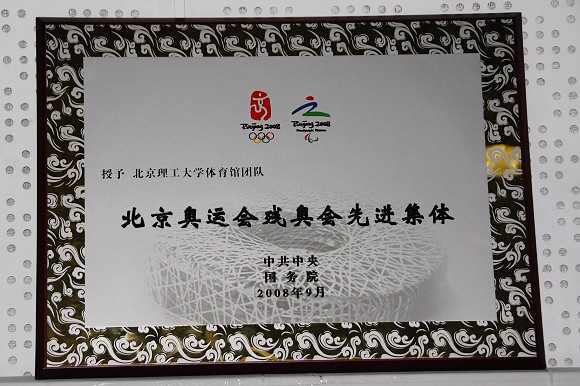 Beijing 2008
Beijing 2008
Paralympic Games
授予 北京理工大学体育馆团队
北京奥运会残奥会先进集体
中共中央
国务院
2008年9月